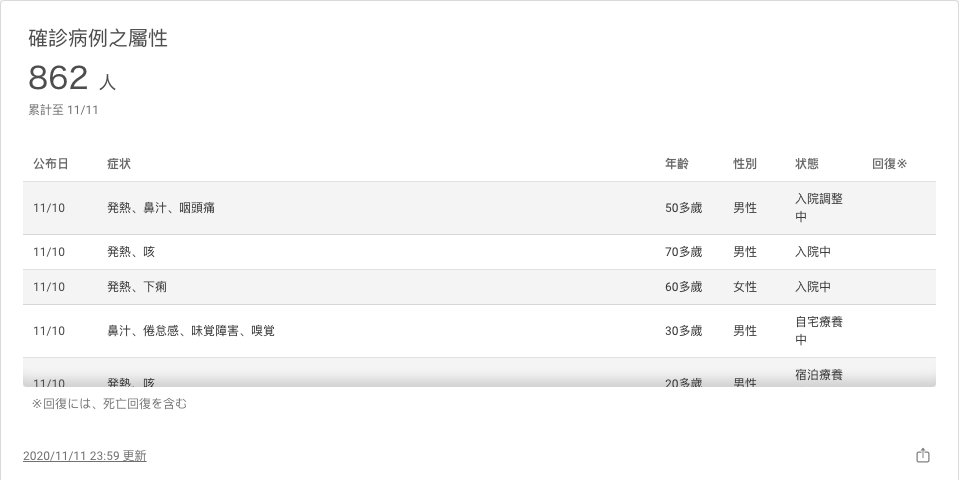 確診病例之屬性
862 人
累計至 11/11
公布日 症状 年齢 性別 状態 回復※
11/10 発熱、鼻汁、咽頭痛 50多歲 男性 入院調整
中
11/10 発熱、咳 70多歲 男性 入院中
11/10 発熱、下痢 60多歲 女性 入院中
11/10 鼻汁、倦怠感、味覚障害、嗅覚 30多歲 男性 自宅療養
中
11/10 発熱、咳 20多歲 男性 宿泊療養
※回復には、死亡回復を含む
2020/11/11 23:59 更新